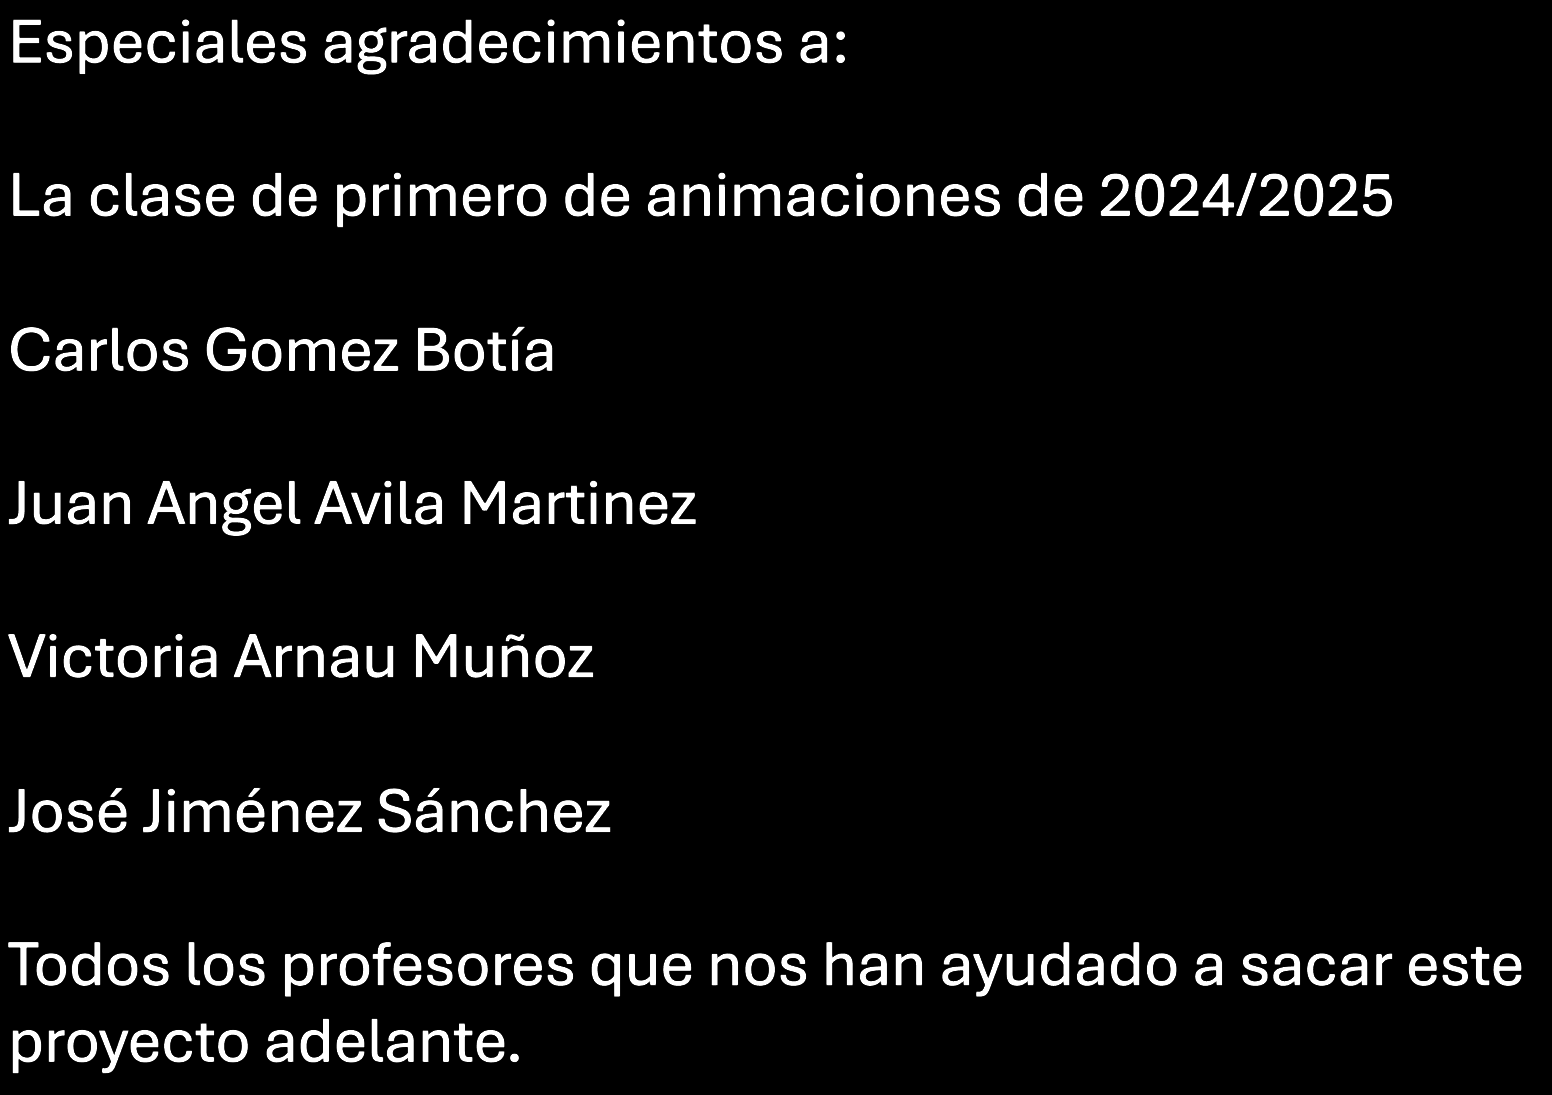 Especiales agradecimientos a:
La clase de primero de animaciones de 2024/2025
Carlos Gomez Botía
Juan Angel Avila Martinez
Victoria Arnau Muñoz
José Jiménez Sánchez
Todos los profesores que nos han ayudado a sacar este
proyecto adelante.